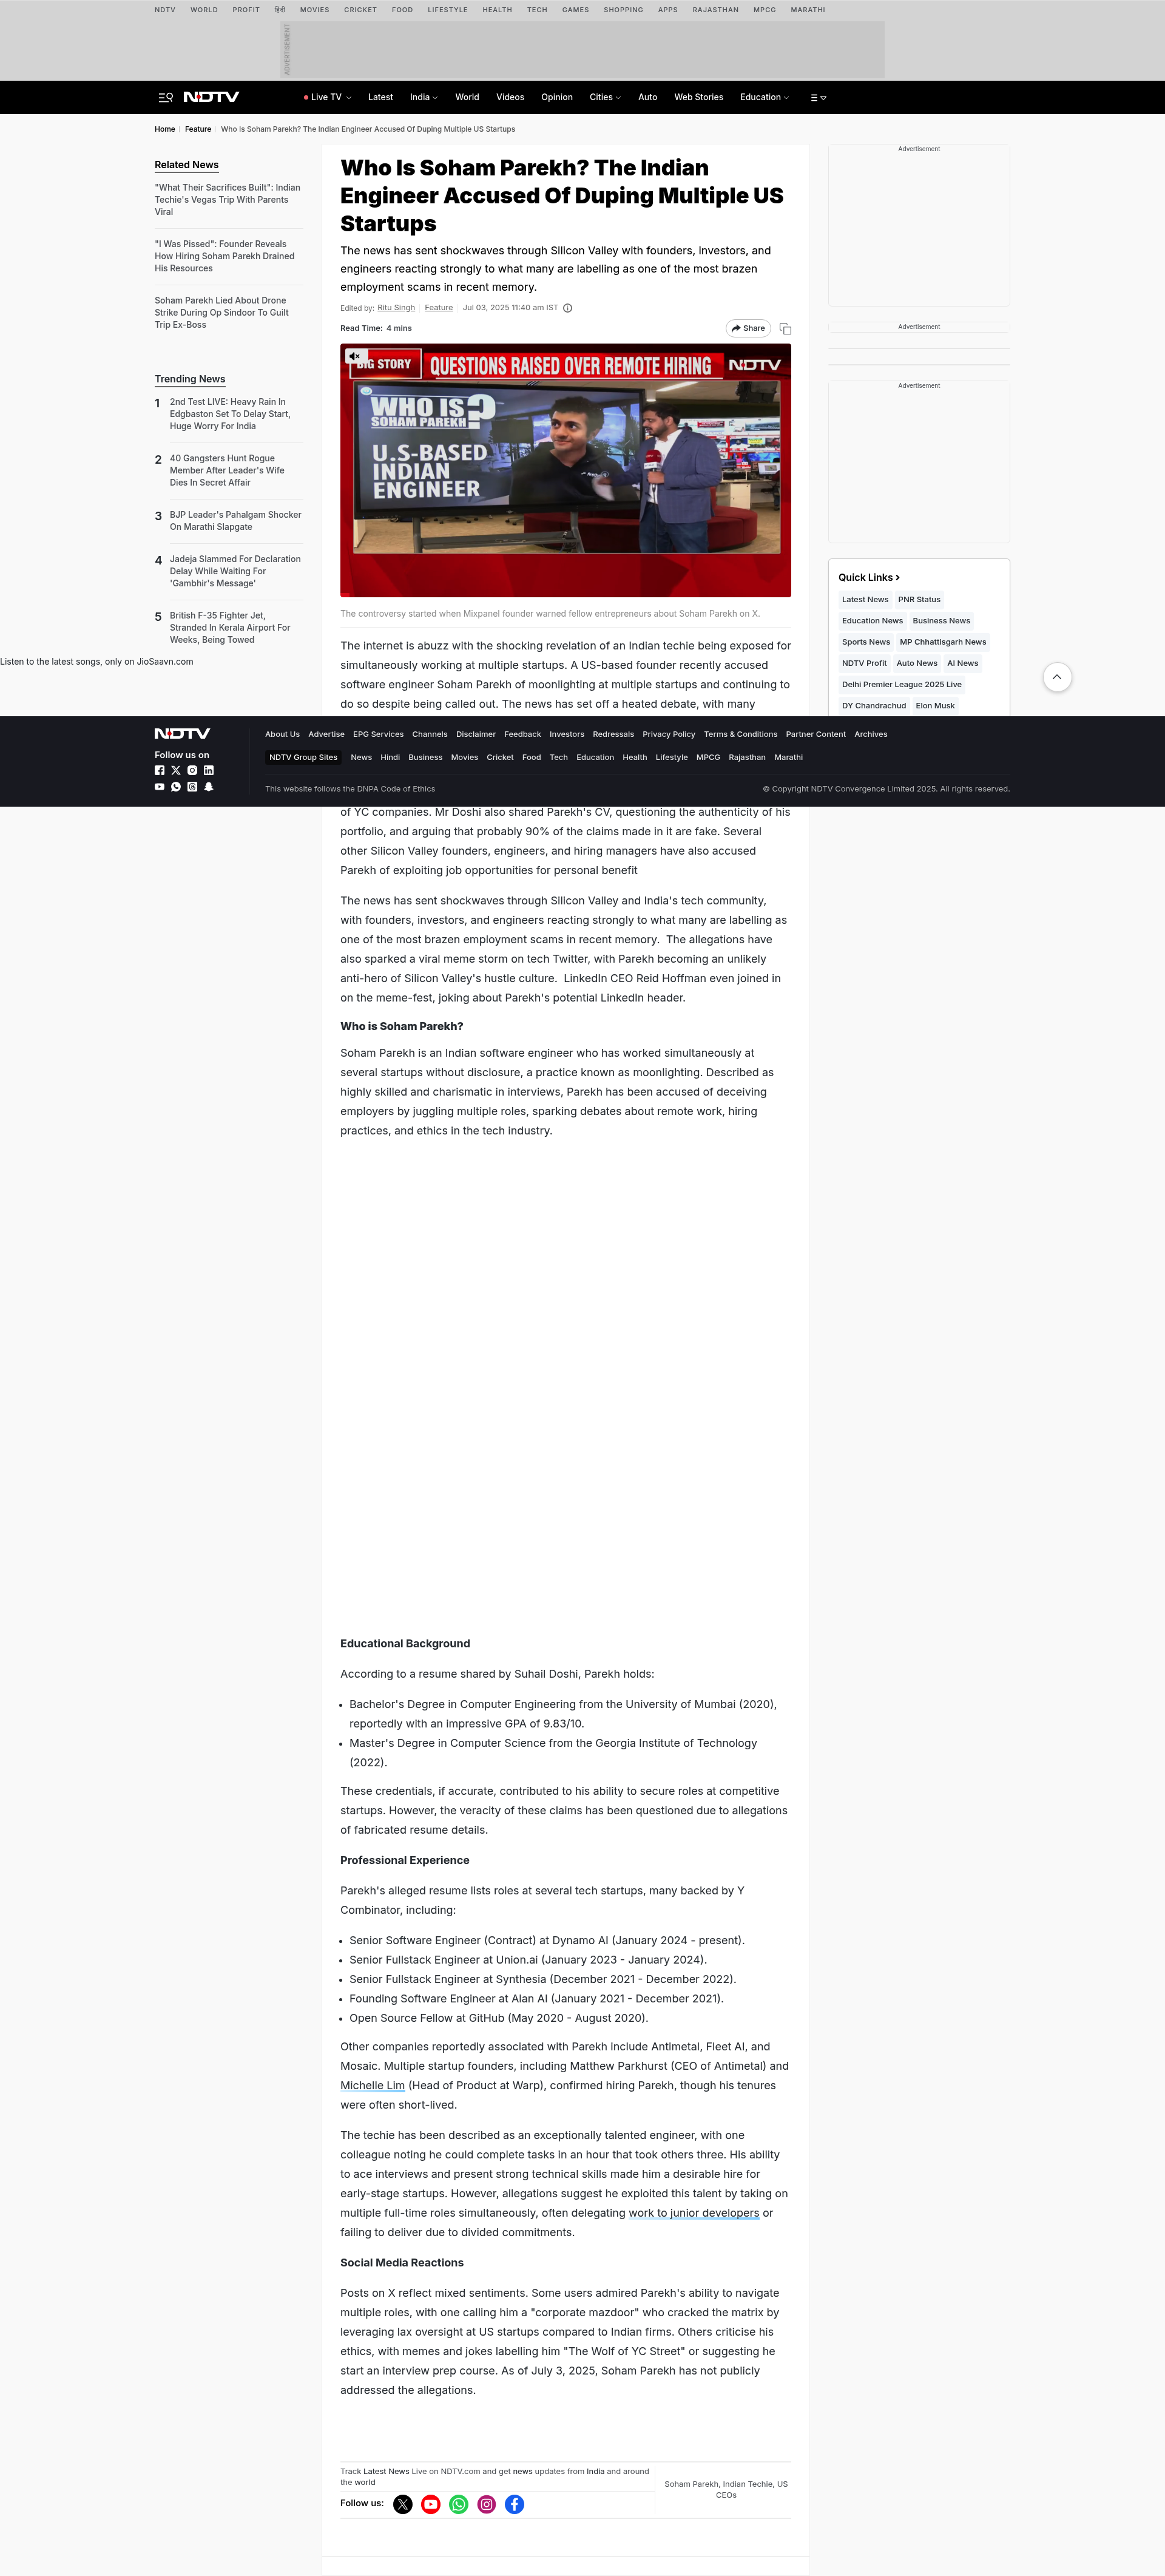 NDTV WORLD PROFIT हिंदी MOVIES CRICKET FOOD LIFESTYLE HEALTH TECH GAMES SHOPPING APPS RAJASTHAN MPCG MARATHI
ADVERTISEMENT
NDTV Live TV Latest India World Videos Opinion Cities Auto Web Stories Education
Home | Feature | Who Is Soham Parekh? The Indian Engineer Accused Of Duping Multiple US Startups
Related News
"What Their Sacrifices Built": Indian
Techie's Vegas Trip With Parents
Viral
"I Was Pissed": Founder Reveals
How Hiring Soham Parekh Drained
His Resources
Soham Parekh Lied About Drone
Strike During Op Sindoor To Guilt
Trip Ex-Boss
Trending News
1 2nd Test LIVE: Heavy Rain In
Edgbaston Set To Delay Start,
Huge Worry For India
2 40 Gangsters Hunt Rogue
Member After Leader's Wife
Dies In Secret Affair
3 BJP Leader's Pahalgam Shocker
On Marathi Slapgate
4 Jadeja Slammed For Declaration
Delay While Waiting For
'Gambhir's Message'
5 British F-35 Fighter Jet,
Stranded In Kerala Airport For
Weeks, Being Towed
Listen to the latest songs, only on JioSaavn.com
Who Is Soham Parekh? The Indian
Engineer Accused Of Duping Multiple US
Startups
The news has sent shockwaves through Silicon Valley with founders, investors, and
engineers reacting strongly to what many are labelling as one of the most brazen
employment scams in recent memory.
Edited by: Ritu Singh | Feature | Jul 03, 2025 11:40 am IST
Read Time: 4 mins
Share
BIG STORY QUESTIONS RAISED OVER REMOTE HIRING NDTV
WHO IS
SOHAM PAREKH?
U.S-BASED
INDIAN
ENGINEER
The controversy started when Mixpanel founder warned fellow entrepreneurs about Soham Parekh on X.
The internet is abuzz with the shocking revelation of an Indian techie being exposed for
simultaneously working at multiple startups. A US-based founder recently accused
software engineer Soham Parekh of moonlighting at multiple startups and continuing to
do so despite being called out. The news has set off a heated debate, with many
Advertisement
Advertisement
Advertisement
Quick Links
Latest News PNR Status
Education News Business News
Sports News MP Chhattisgarh News
NDTV Profit Auto News AI News
Delhi Premier League 2025 Live
DY Chandrachud Elon Musk
NDTV
Follow us on
About Us Advertise EPG Services Channels Disclaimer Feedback Investors Redressals Privacy Policy Terms & Conditions Partner Content Archives
NDTV Group Sites News Hindi Business Movies Cricket Food Tech Education Health Lifestyle MPCG Rajasthan Marathi
This website follows the DNPA Code of Ethics
© Copyright NDTV Convergence Limited 2025. All rights reserved.
of YC companies. Mr Doshi also shared Parekh's CV, questioning the authenticity of his
portfolio, and arguing that probably 90% of the claims made in it are fake. Several
other Silicon Valley founders, engineers, and hiring managers have also accused
Parekh of exploiting job opportunities for personal benefit
The news has sent shockwaves through Silicon Valley and India's tech community,
with founders, investors, and engineers reacting strongly to what many are labelling as
one of the most brazen employment scams in recent memory. The allegations have
also sparked a viral meme storm on tech Twitter, with Parekh becoming an unlikely
anti-hero of Silicon Valley's hustle culture. LinkedIn CEO Reid Hoffman even joined in
on the meme-fest, joking about Parekh's potential LinkedIn header.
Who is Soham Parekh?
Soham Parekh is an Indian software engineer who has worked simultaneously at
several startups without disclosure, a practice known as moonlighting. Described as
highly skilled and charismatic in interviews, Parekh has been accused of deceiving
employers by juggling multiple roles, sparking debates about remote work, hiring
practices, and ethics in the tech industry.
Educational Background
According to a resume shared by Suhail Doshi, Parekh holds:
• Bachelor's Degree in Computer Engineering from the University of Mumbai (2020),
reportedly with an impressive GPA of 9.83/10.
• Master's Degree in Computer Science from the Georgia Institute of Technology
(2022).
These credentials, if accurate, contributed to his ability to secure roles at competitive
startups. However, the veracity of these claims has been questioned due to allegations
of fabricated resume details.
Professional Experience
Parekh's alleged resume lists roles at several tech startups, many backed by Y
Combinator, including:
• Senior Software Engineer (Contract) at Dynamo AI (January 2024 - present).
• Senior Fullstack Engineer at Union.ai (January 2023 - January 2024).
• Senior Fullstack Engineer at Synthesia (December 2021 - December 2022).
• Founding Software Engineer at Alan AI (January 2021 - December 2021).
• Open Source Fellow at GitHub (May 2020 - August 2020).
Other companies reportedly associated with Parekh include Antimetal, Fleet AI, and
Mosaic. Multiple startup founders, including Matthew Parkhurst (CEO of Antimetal) and
Michelle Lim (Head of Product at Warp), confirmed hiring Parekh, though his tenures
were often short-lived.
The techie has been described as an exceptionally talented engineer, with one
colleague noting he could complete tasks in an hour that took others three. His ability
to ace interviews and present strong technical skills made him a desirable hire for
early-stage startups. However, allegations suggest he exploited this talent by taking on
multiple full-time roles simultaneously, often delegating work to junior developers or
failing to deliver due to divided commitments.
Social Media Reactions
Posts on X reflect mixed sentiments. Some users admired Parekh's ability to navigate
multiple roles, with one calling him a "corporate mazdoor" who cracked the matrix by
leveraging lax oversight at US startups compared to Indian firms. Others criticise his
ethics, with memes and jokes labelling him "The Wolf of YC Street" or suggesting he
start an interview prep course. As of July 3, 2025, Soham Parekh has not publicly
addressed the allegations.
Track Latest News Live on NDTV.com and get news updates from India and around
the world
Follow us:
Soham Parekh, Indian Techie, US
CEOs